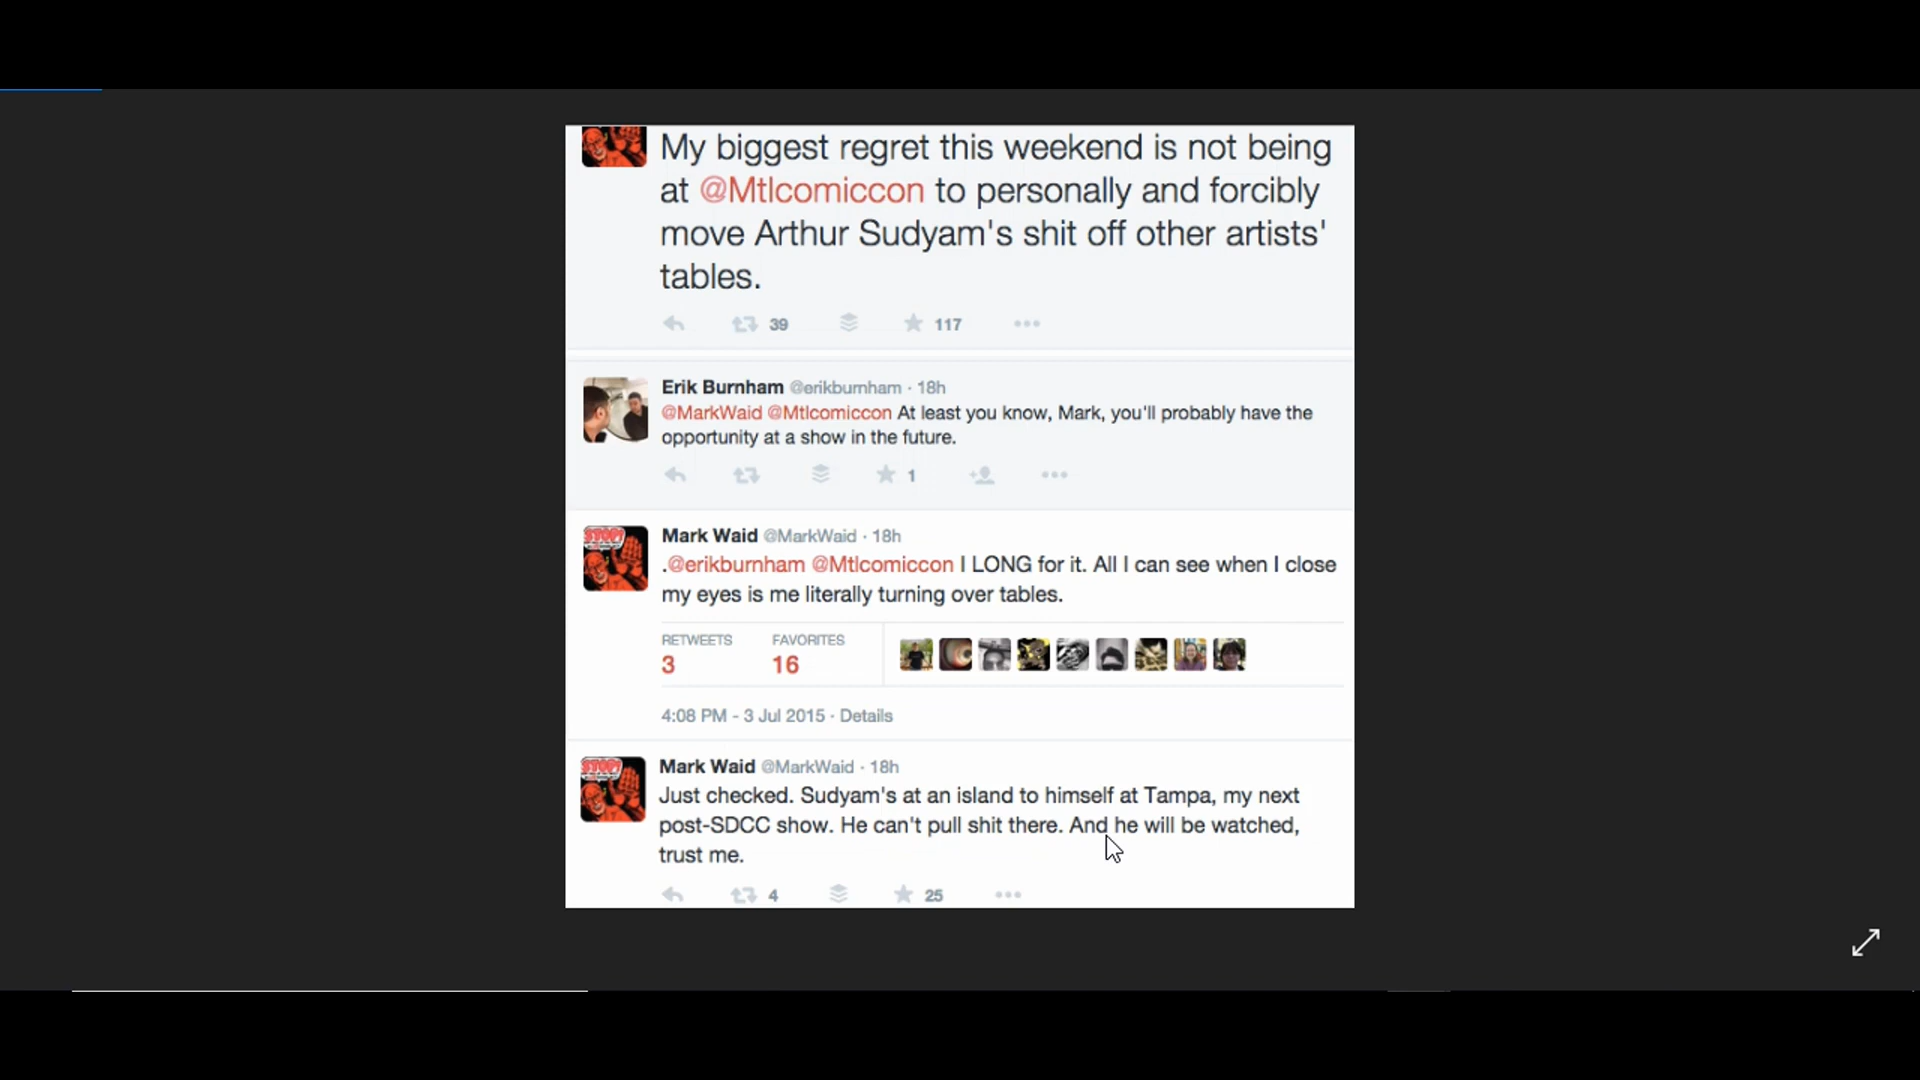 My biggest regret this weekend is not being
at @Mtlcomiccon to personally and forcibly
move Arthur Sudyam's shit off other artists'
tables.
39 117
Erik Burnham @erikburnham · 18h
@MarkWaid @Mtlcomiccon At least you know, Mark, you'll probably have the
opportunity at a show in the future.
1
STOP!
Mark Waid @MarkWaid · 18h
.@erikburnham @Mtlcomiccon I LONG for it. All I can see when I close
my eyes is me literally turning over tables.
RETWEETS FAVORITES
3 16
4:08 PM - 3 Jul 2015 · Details
STOP!
Mark Waid @MarkWaid · 18h
Just checked. Sudyam's at an island to himself at Tampa, my next
post-SDCC show. He can't pull shit there. And he will be watched,
trust me.
4 25